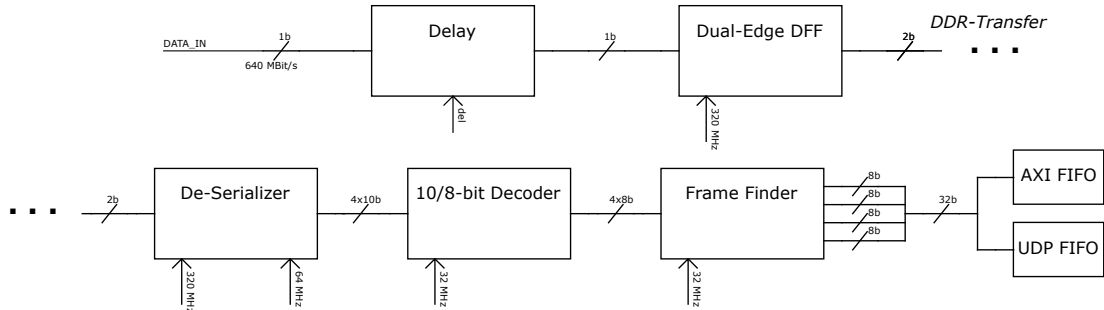 DATA_IN
1b
640 MBit/s
Delay
del
1b
Dual-Edge DFF
320 MHz
2b
DDR-Transfer
...
...
2b
De-Serializer
320 MHz
64 MHz
4x10b
10/8-bit Decoder
32 MHz
4x8b
Frame Finder
32 MHz
8b
8b
8b
8b
32b
AXI FIFO
UDP FIFO